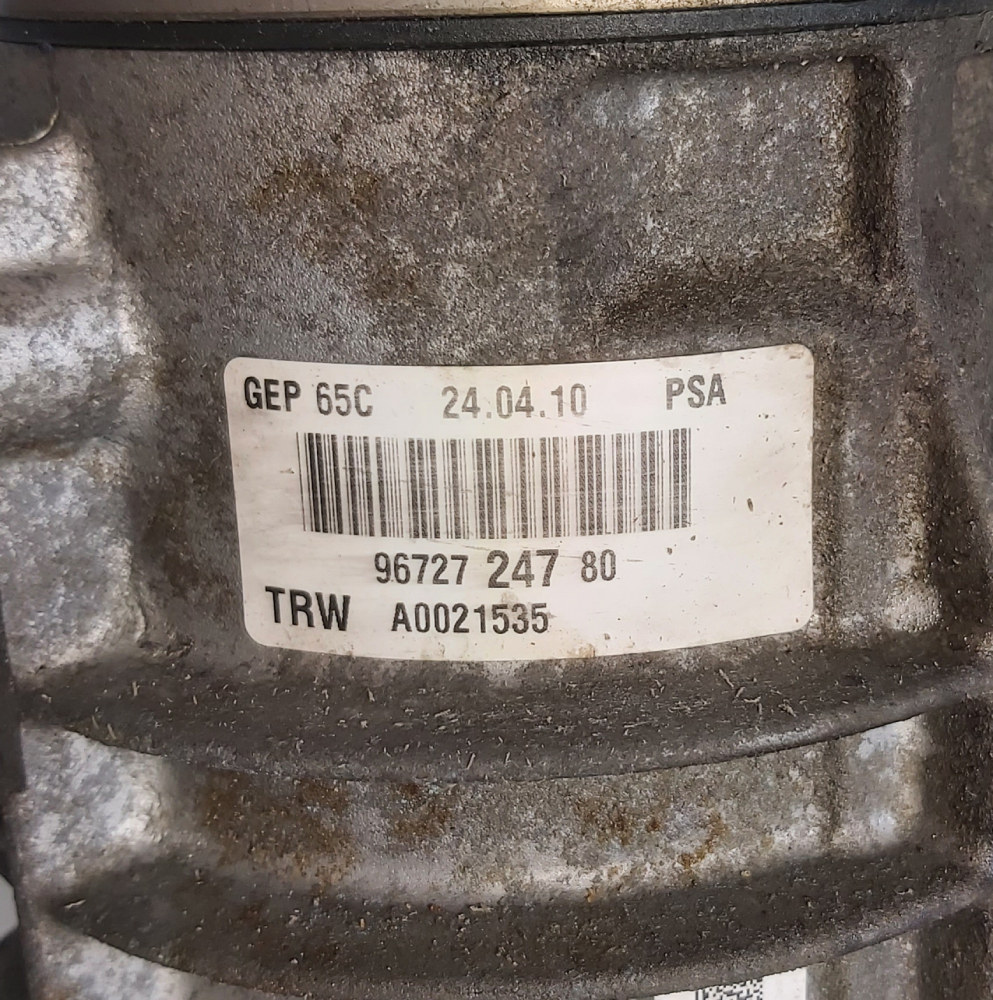 GEP 65C 24.04.10 PSA
96727 247 80
TRW A0021535